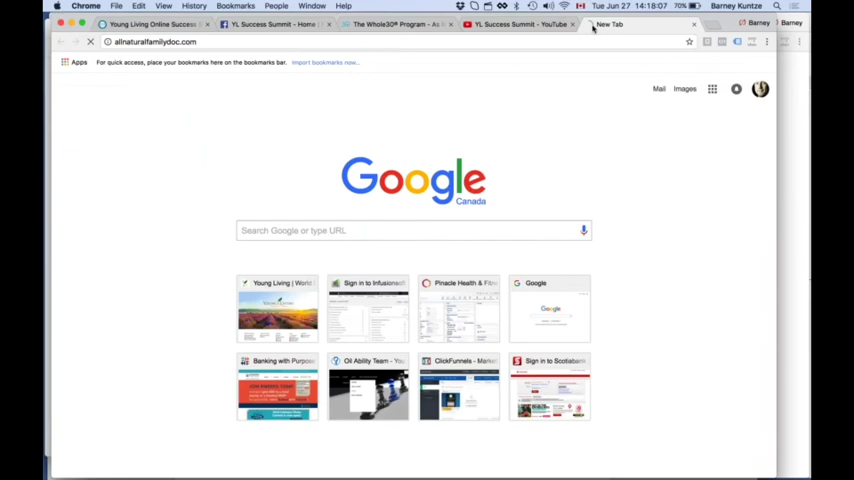 Chrome File Edit View History Bookmarks People Window Help 70% Tue Jun 27 14:18:07 Barney Kuntze
Young Living Online Success S YL Success Summit - Home | The Whole30® Program - As YL Success Summit - YouTube New Tab Barney Barney
allnaturalfamilydoc.com
Apps For quick access, place your bookmarks here on the bookmarks bar. Import bookmarks now...
Mail Images
Google
Canada
Search Google or type URL
Young Living | World Sign in to Infusionsoft Pinacle Health & Fitn Google
Banking with Purpose Oil Ability Team - You ClickFunnels - Market Sign in to Scotiaban